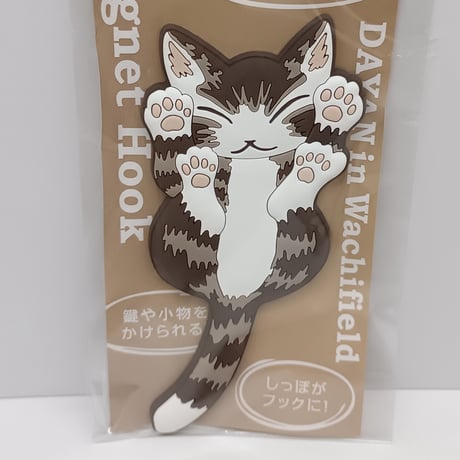 gnet Hook
DAYAN in Wachifield
鍵や小物を
かけられる
しっぽが
フックに!